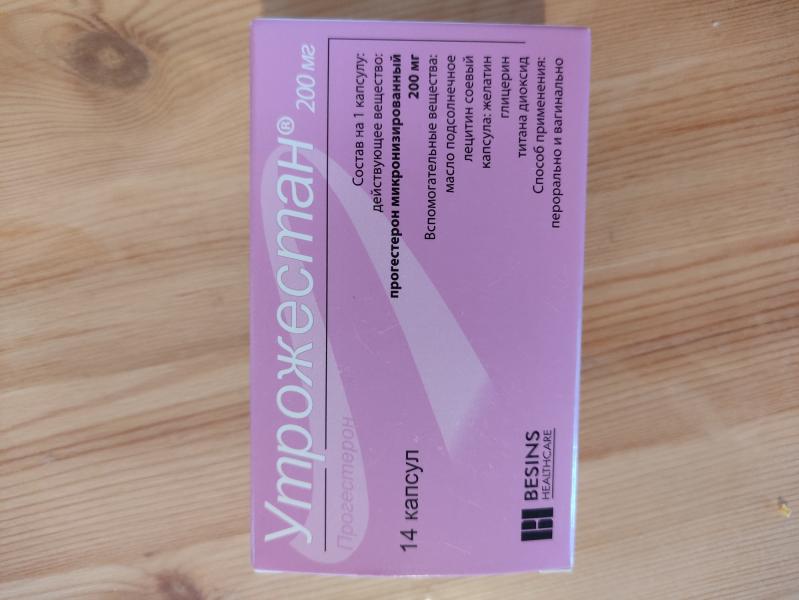 Утрожестан® 200 мг
Прогестерон
Состав на 1 капсулу:
действующее вещество:
прогестерон микронизированный
200 мг
Вспомогательные вещества:
масло подсолнечное
лецитин соевый
капсула: желатин
глицерин
титана диоксид
Способ применения:
перорально и вагинально
14 капсул
BESINS
HEALTHCARE